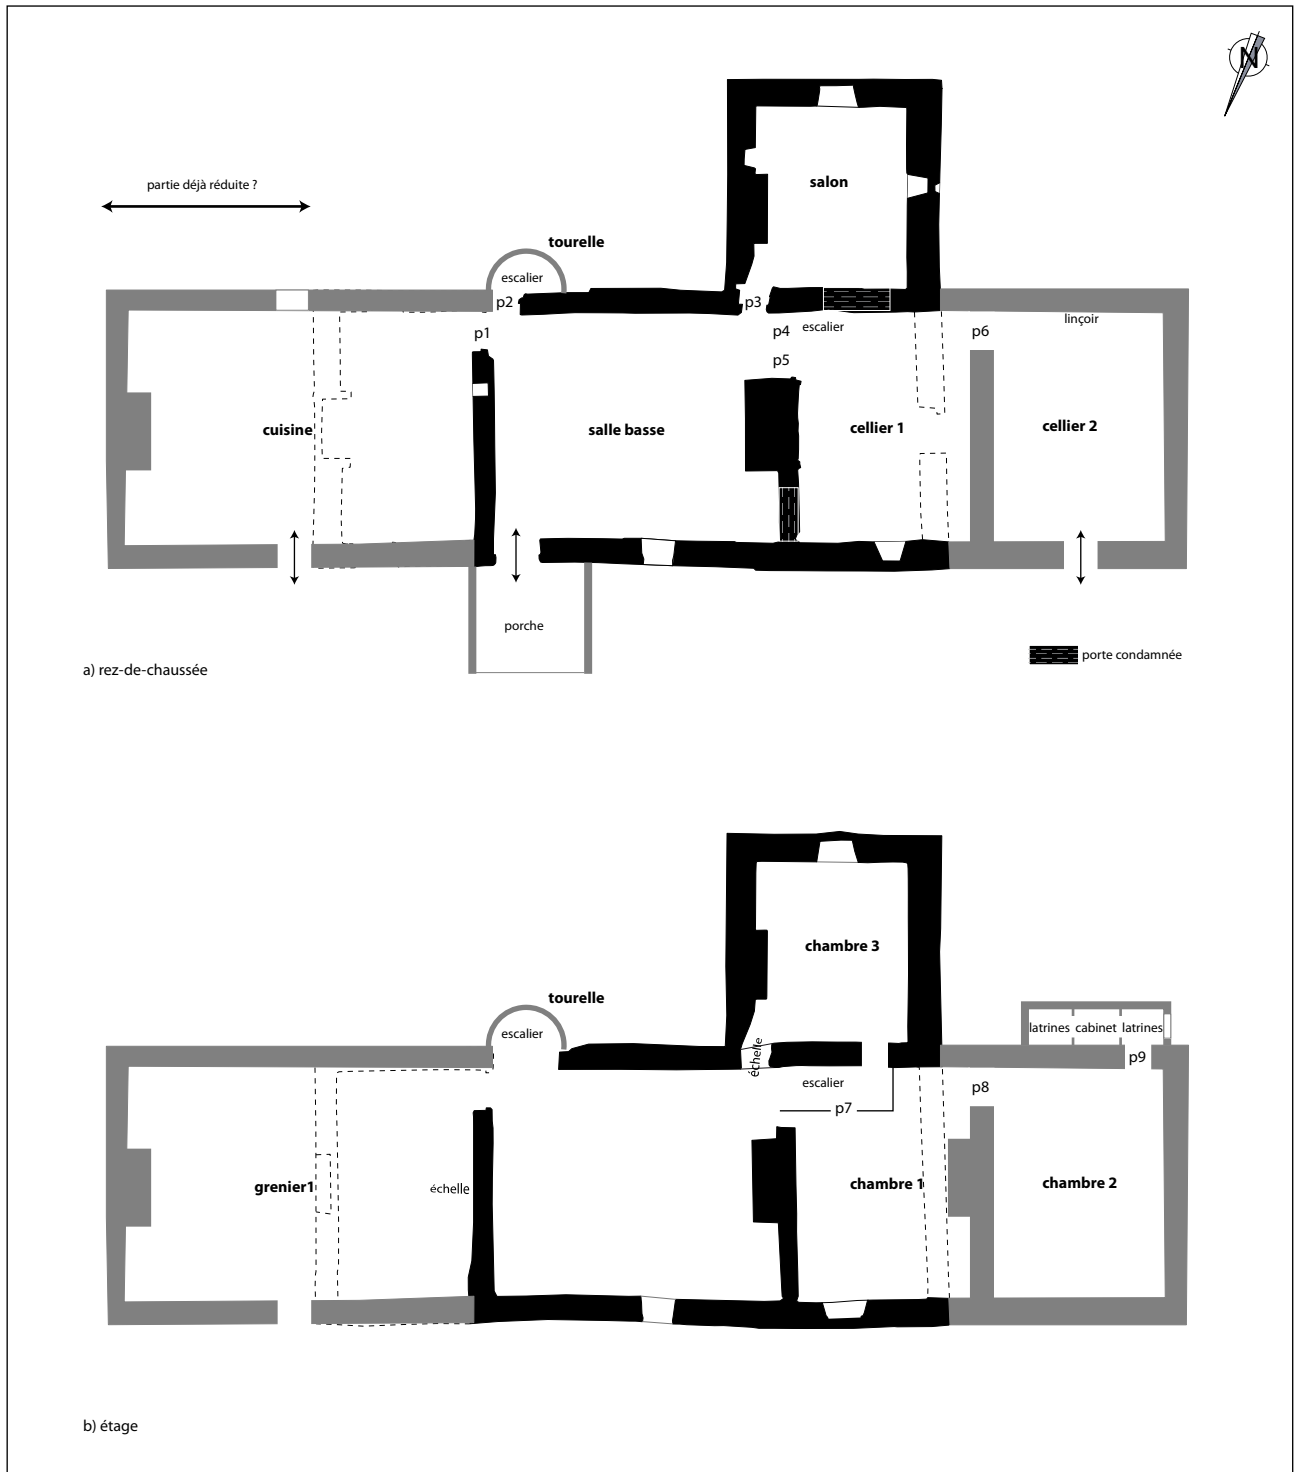 N
partie déjà réduite ?
salon
tourelle
escalier
p2
p3
p1
p4
escalier
p6
linçoir
p5
cuisine
salle basse
cellier 1
cellier 2
porche
a) rez-de-chaussée
porte condamnée
chambre 3
tourelle
escalier
échelle
latrines
cabinet
latrines
p9
escalier
p8
p7
grenier1
échelle
chambre 1
chambre 2
b) étage